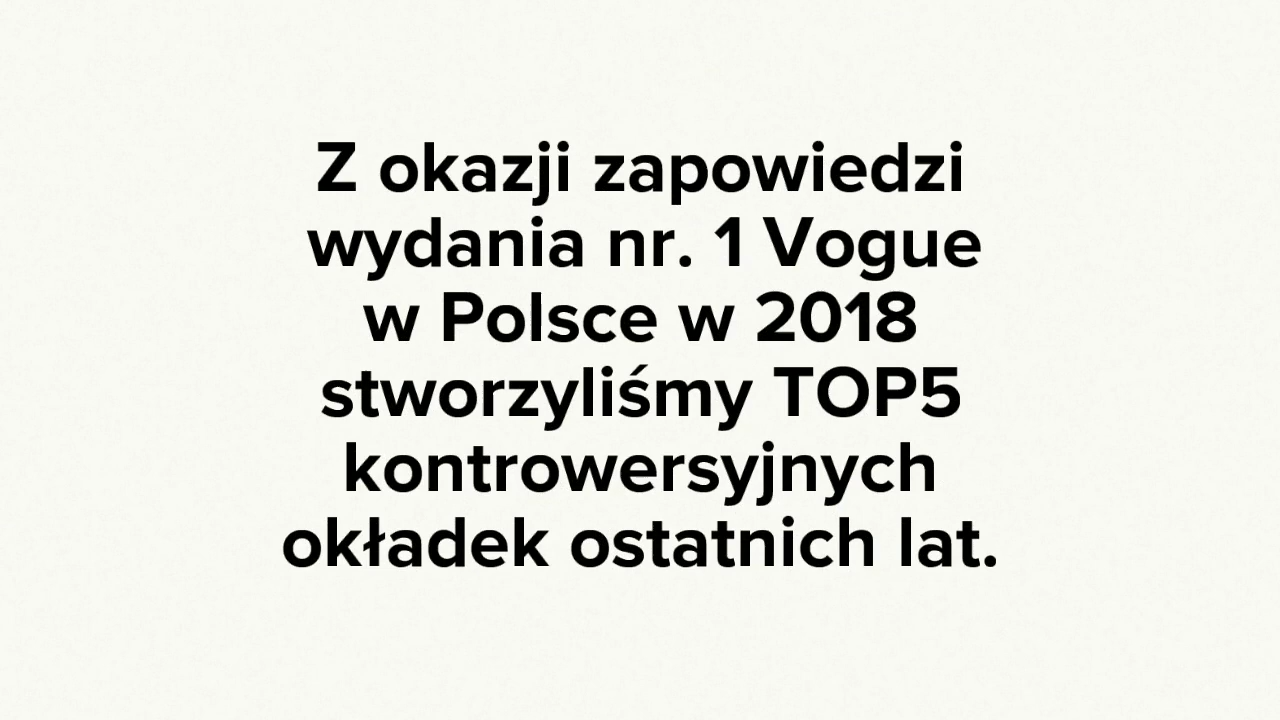 Z okazji zapowiedzi
wydania nr. 1 Vogue
w Polsce w 2018
stworzyliśmy TOP5
kontrowersyjnych
okładek ostatnich lat.